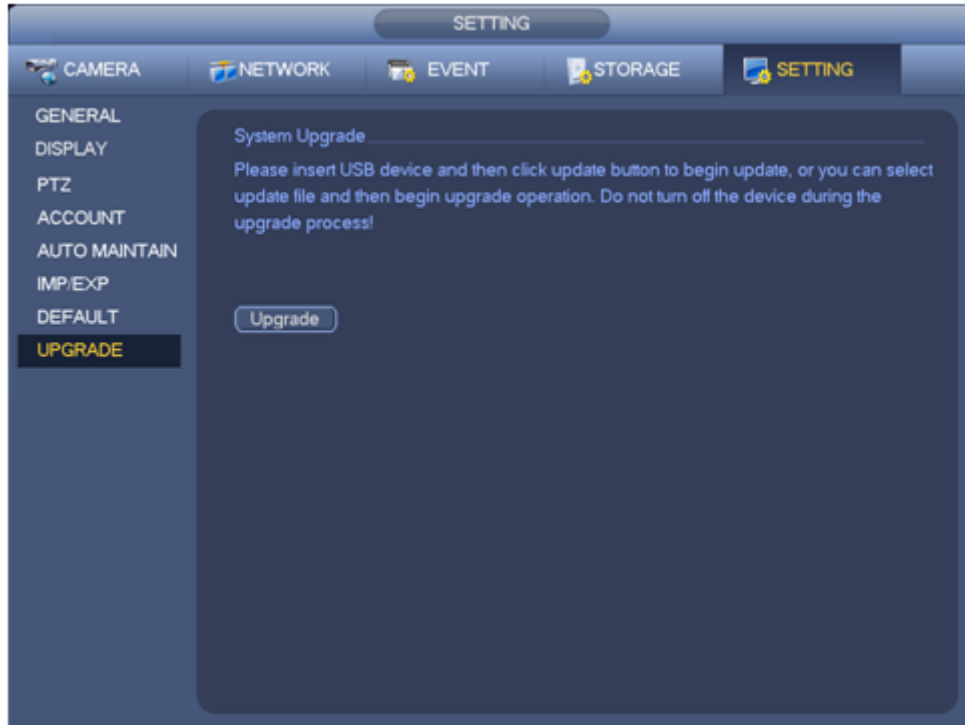 SETTING
CAMERA
NETWORK
EVENT
STORAGE
SETTING
GENERAL
DISPLAY
PTZ
ACCOUNT
AUTO MAINTAIN
IMP/EXP
DEFAULT
UPGRADE
System Upgrade
Please insert USB device and then click update button to begin update, or you can select
update file and then begin upgrade operation. Do not turn off the device during the
upgrade process!
Upgrade